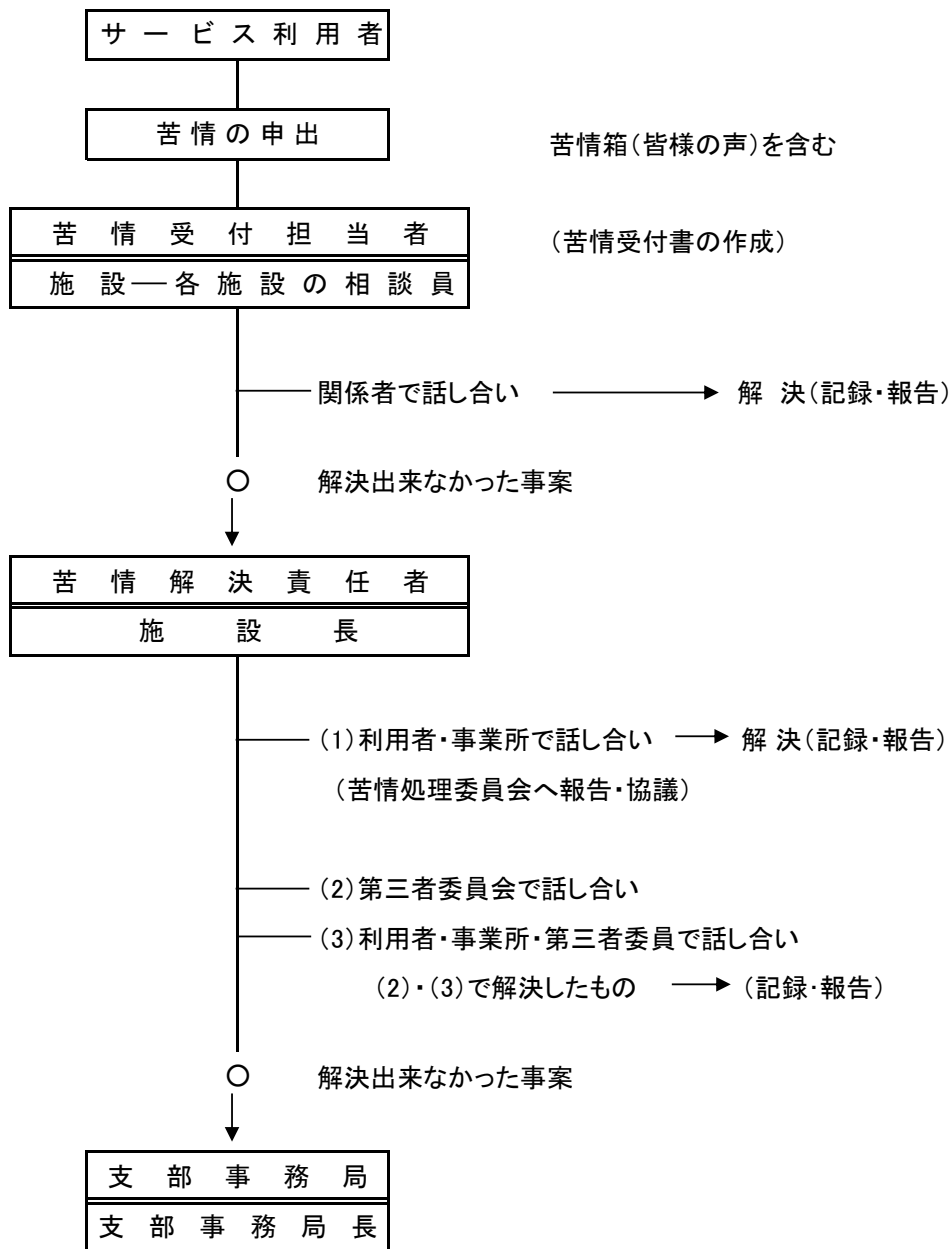 サービス利用者
苦情の申出
苦情箱(皆様の声)を含む
苦情受付担当者
(苦情受付書の作成)
施設―各施設の相談員
関係者で話し合い
解 決(記録・報告)
解決出来なかった事案
苦情解決責任者
施設長
(1)利用者・事業所で話し合い
解 決(記録・報告)
(苦情処理委員会へ報告・協議)
(2)第三者委員会で話し合い
(3)利用者・事業所・第三者委員で話し合い
(2)・(3)で解決したもの
(記録・報告)
解決出来なかった事案
支部事務局
支部事務局長